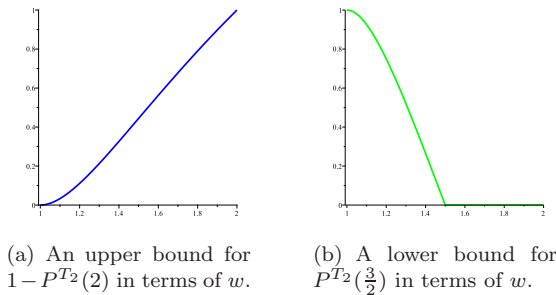 1
0.8
0.6
0.4
0.2
0
1 1.2 1.4 1.6 1.8 2
1
0.8
0.6
0.4
0.2
0
1 1.2 1.4 1.6 1.8 2
(a) An upper bound for
1−P^{T_2}(2) in terms of w.
(b) A lower bound for
P^{T_2}(\frac{3}{2}) in terms of w.